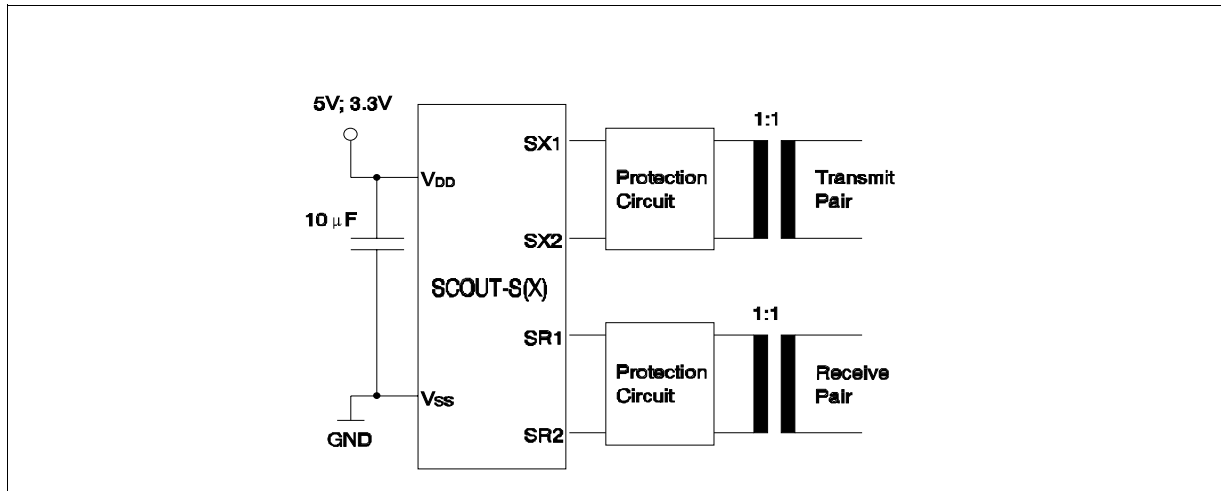 5V; 3.3V
10 μF
VDD
VSS
GND
SCOUT-S(X)
SX1
SX2
SR1
SR2
Protection
Circuit
1:1
Transmit
Pair
Protection
Circuit
1:1
Receive
Pair